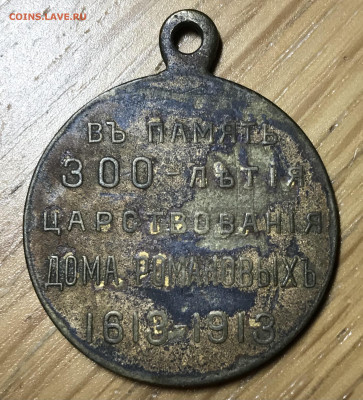 COINS.LAVE.RU
ВЪ ПАМЯТЬ
300-ЛѢТІЯ
ЦАРСТВОВАНІЯ
ДОМА РОМАНОВЫХЪ
1613-1913